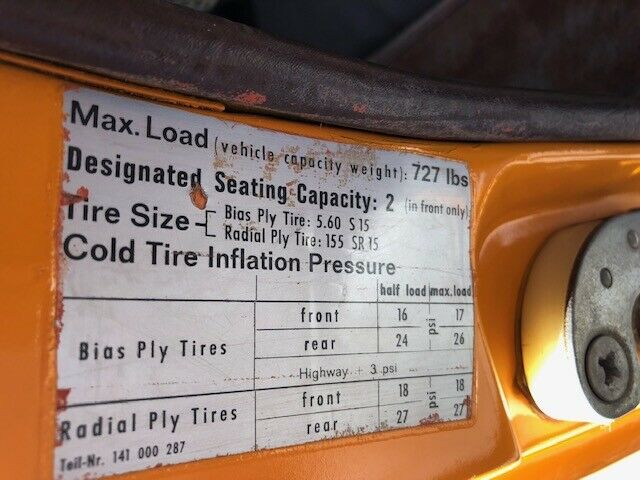 Max. Load (vehicle capacity weight): 727 lbs
Designated Seating Capacity: 2 (in front only)
Tire Size Bias Ply Tire: 5.60 S 15
Radial Ply Tire: 155 SR 15
Cold Tire Inflation Pressure
half load max. load
Bias Ply Tires front 16 psi 17
rear 24 26
Highway + 3 psi
Radial Ply Tires front 18 psi 18
rear 27 27
Teil-Nr. 141 000 287